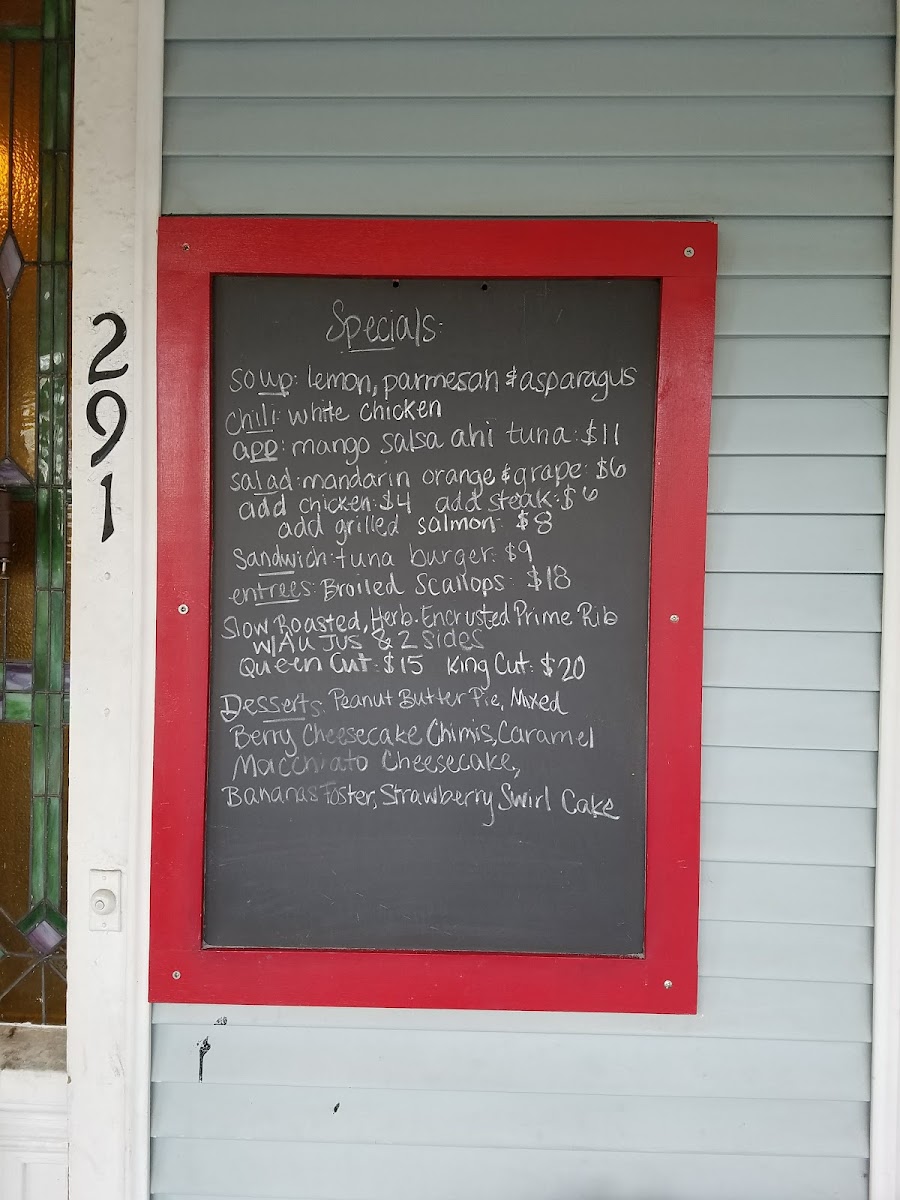 291
Specials:
soup: lemon, parmesan & asparagus
chili: white chicken
app: mango salsa ahi tuna: $11
salad: mandarin orange & grape: $6
add chicken: $4 add steak: $6
add grilled salmon: $8
Sandwich: tuna burger: $9
entrees: Broiled Scallops: $18
Slow Roasted, Herb-Encrusted Prime Rib
w/Au Jus & 2 sides
Queen Cut: $15 King Cut: $20
Desserts: Peanut Butter Pie, Mixed
Berry Cheesecake Chimis, Caramel
Macchiato Cheesecake,
Bananas Foster, Strawberry Swirl Cake